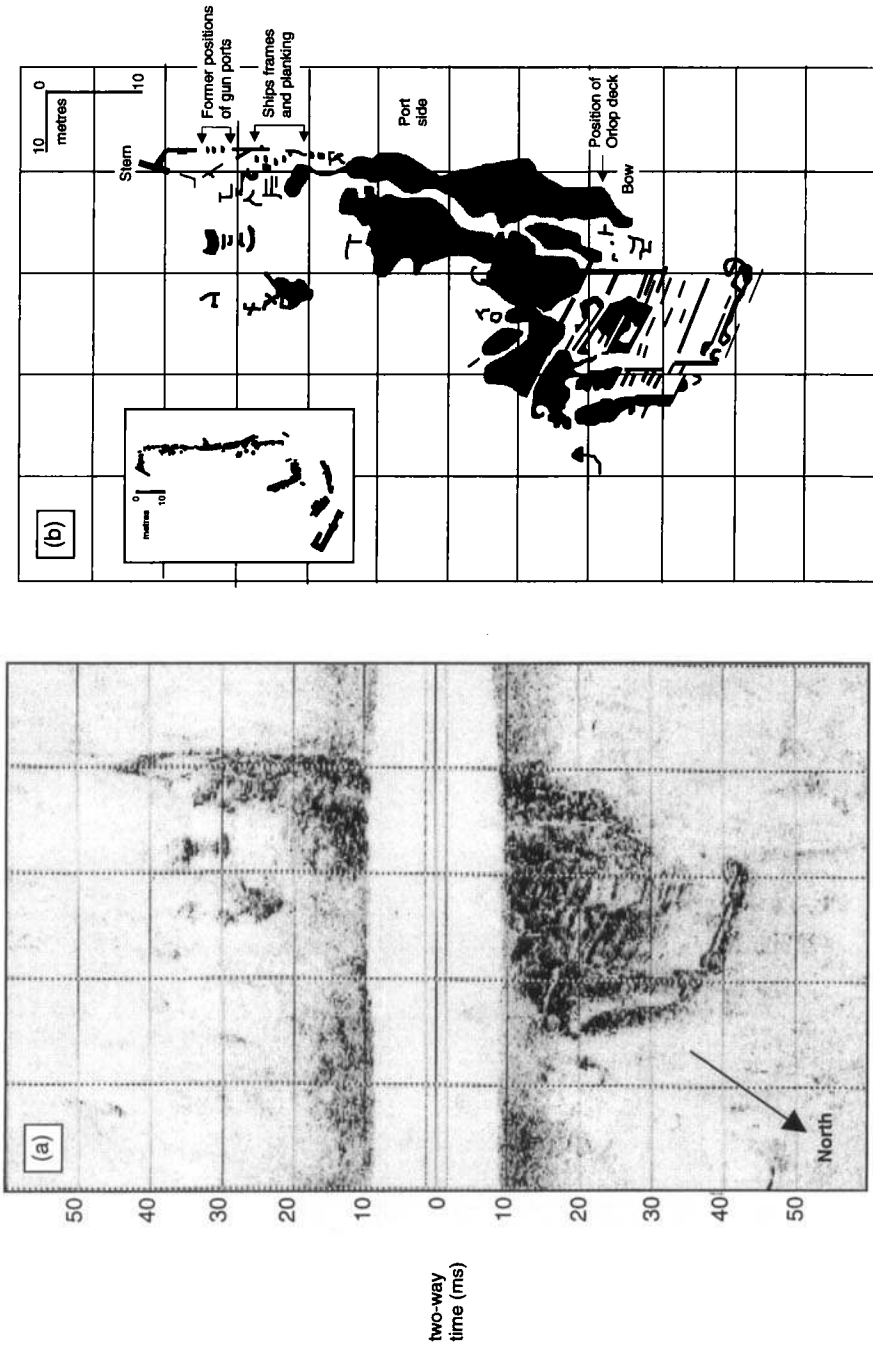 (a)
50
40
30
20
10
0
10
20
30
40
50
two-way
time (ms)
North
(b)
10
0
metres
10
Stern
Former positions
of gun ports
Ships frames
and planking
Port
side
Position of
Orlop deck
Bow
metres
0
10